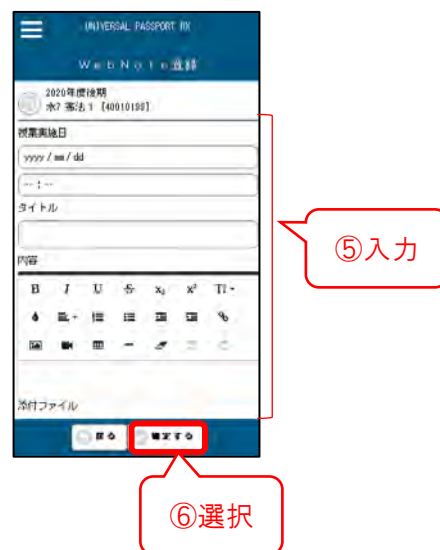 UNIVERSAL PASSPORT RX
WebNote登録
2020年度後期
水7 憲法1 [40010100]
授業実施日
yyyy / mm / dd
-- : --
タイトル
内容
B I U S X₂ X² TI
添付ファイル
戻る 確定する
⑤入力
⑥選択